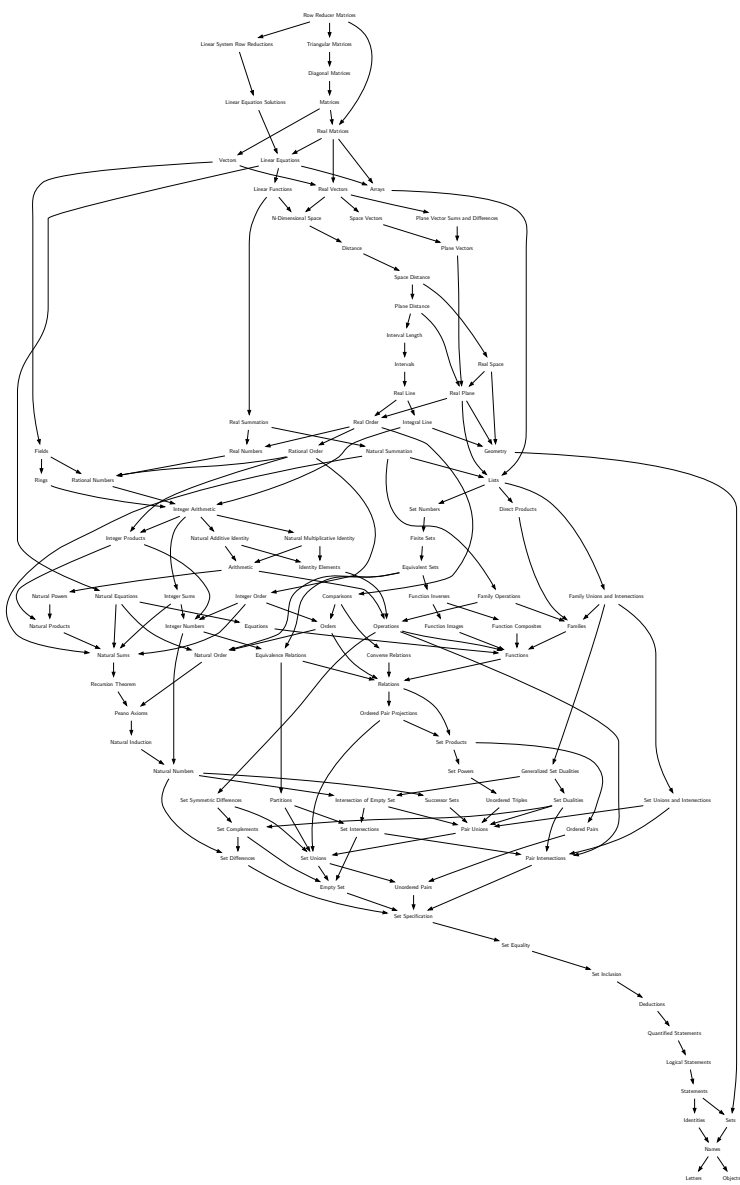 Row Reducer Matrices
Linear System Row Reductions
Triangular Matrices
Diagonal Matrices
Linear Equation Solutions
Matrices
Real Matrices
Vectors
Linear Equations
Linear Functions
Real Vectors
Arrays
N-Dimensional Space
Space Vectors
Plane Vector Sums and Differences
Distance
Plane Vectors
Space Distance
Plane Distance
Interval Length
Intervals
Real Space
Real Line
Real Plane
Real Summation
Real Order
Integral Line
Fields
Real Numbers
Rational Order
Natural Summation
Geometry
Rings
Rational Numbers
Lists
Integer Arithmetic
Set Numbers
Direct Products
Integer Products
Natural Additive Identity
Natural Multiplicative Identity
Finite Sets
Arithmetic
Identity Elements
Equivalent Sets
Natural Powers
Natural Equations
Integer Sums
Integer Order
Comparisons
Function Inverses
Family Operations
Family Unions and Intersections
Natural Products
Integer Numbers
Equations
Orders
Operations
Function Images
Function Composites
Families
Natural Sums
Natural Order
Equivalence Relations
Converse Relations
Functions
Recursion Theorem
Relations
Peano Axioms
Ordered Pair Projections
Natural Induction
Set Products
Natural Numbers
Set Powers
Generalized Set Dualities
Set Symmetric Differences
Partitions
Intersection of Empty Set
Successor Sets
Unordered Triples
Set Dualities
Set Unions and Intersections
Set Complements
Set Intersections
Pair Unions
Ordered Pairs
Set Differences
Set Unions
Pair Intersections
Empty Set
Unordered Pairs
Set Specification
Set Equality
Set Inclusion
Deductions
Quantified Statements
Logical Statements
Statements
Identities
Sets
Names
Letters
Objects